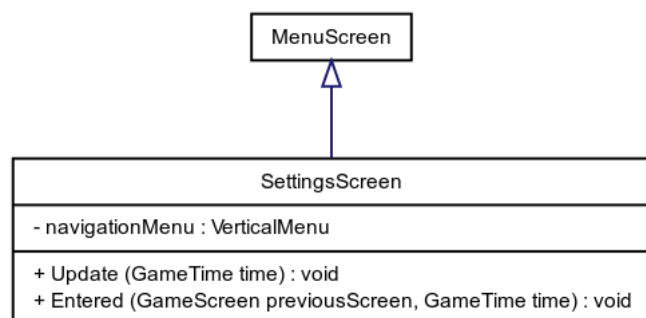 MenuScreen
SettingsScreen
- navigationMenu : VerticalMenu
+ Update (GameTime time) : void
+ Entered (GameScreen previousScreen, GameTime time) : void